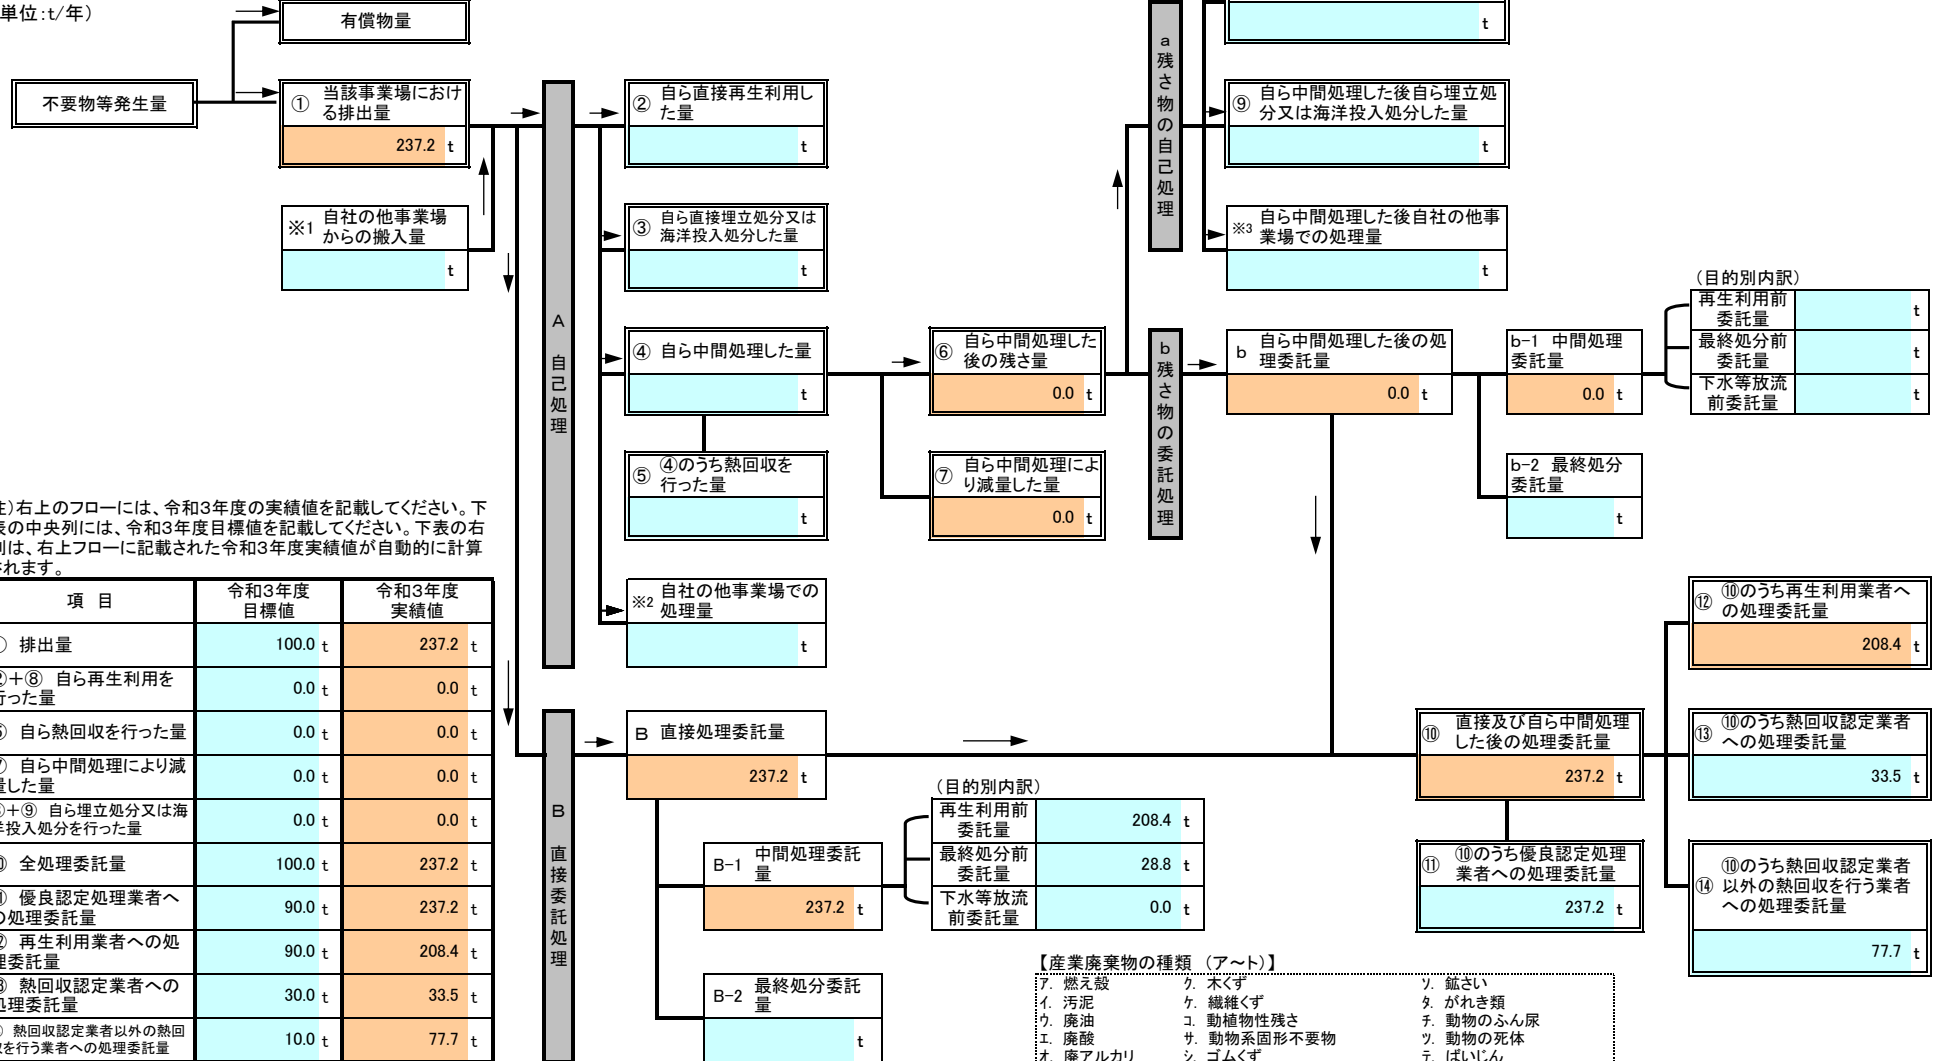 単位:t/年）
有償物量
不要物等発生量
① 当該事業場におけ
る排出量
237.2 t
※1 自社の他事業場
からの搬入量
t
A 自己処理
② 自ら直接再生利用し
た量
t
③ 自ら直接埋立処分又は
海洋投入処分した量
t
④ 自ら中間処理した量
t
⑤ ④のうち熱回収を
行った量
t
※2 自社の他事業場での
処理量
t
⑥ 自ら中間処理した
後の残さ量
0.0 t
⑦ 自ら中間処理によ
り減量した量
0.0 t
a 残さ物の自己処理
t
⑨ 自ら中間処理した後自ら埋立処
分又は海洋投入処分した量
t
※3 自ら中間処理した後自社の他事
業場での処理量
t
b 残さ物の委託処理
b 自ら中間処理した後の処
理委託量
0.0 t
b-1 中間処理
委託量
0.0 t
b-2 最終処分
委託量
t
（目的別内訳）
再生利用前
委託量
t
最終処分前
委託量
t
下水等放流
前委託量
t
主）右上のフローには、令和3年度の実績値を記載してください。下
表の中央列には、令和3年度目標値を記載してください。下表の右
列は、右上フローに記載された令和3年度実績値が自動的に計算
されます。
項 目 令和3年度
目標値 令和3年度
実績値
① 排出量 100.0 t 237.2 t
②＋⑧ 自ら再生利用を
行った量 0.0 t 0.0 t
⑤ 自ら熱回収を行った量 0.0 t 0.0 t
⑦ 自ら中間処理により減
量した量 0.0 t 0.0 t
③＋⑨ 自ら埋立処分又は海
洋投入処分を行った量 0.0 t 0.0 t
⑩ 全処理委託量 100.0 t 237.2 t
⑪ 優良認定処理業者へ
の処理委託量 90.0 t 237.2 t
⑫ 再生利用業者への処
理委託量 90.0 t 208.4 t
⑬ 熱回収認定業者への
処理委託量 30.0 t 33.5 t
⑭ 熱回収認定業者以外の熱回
収を行う業者への処理委託量 10.0 t 77.7 t
B 直接委託処理
B 直接処理委託量
237.2 t
B-1 中間処理委託
量
237.2 t
B-2 最終処分委託
量
t
（目的別内訳）
再生利用前
委託量
208.4 t
最終処分前
委託量
28.8 t
下水等放流
前委託量
0.0 t
⑩ 直接及び自ら中間処理
した後の処理委託量
237.2 t
⑪ ⑩のうち優良認定処理
業者への処理委託量
237.2 t
⑫ ⑩のうち再生利用業者へ
の処理委託量
208.4 t
⑬ ⑩のうち熱回収認定業者
への処理委託量
33.5 t
⑭ ⑩のうち熱回収認定業者
以外の熱回収を行う業者
への処理委託量
77.7 t
【産業廃棄物の種類 （ア～ト）】
ア. 燃え殻 ク. 木くず ソ. 鉱さい
イ. 汚泥 ケ. 繊維くず タ. がれき類
ウ. 廃油 コ. 動植物性残さ チ. 動物のふん尿
エ. 廃酸 サ. 動物系固形不要物 ツ. 動物の死体
オ. 廃アルカリ シ. ゴムくず テ. ばいじん